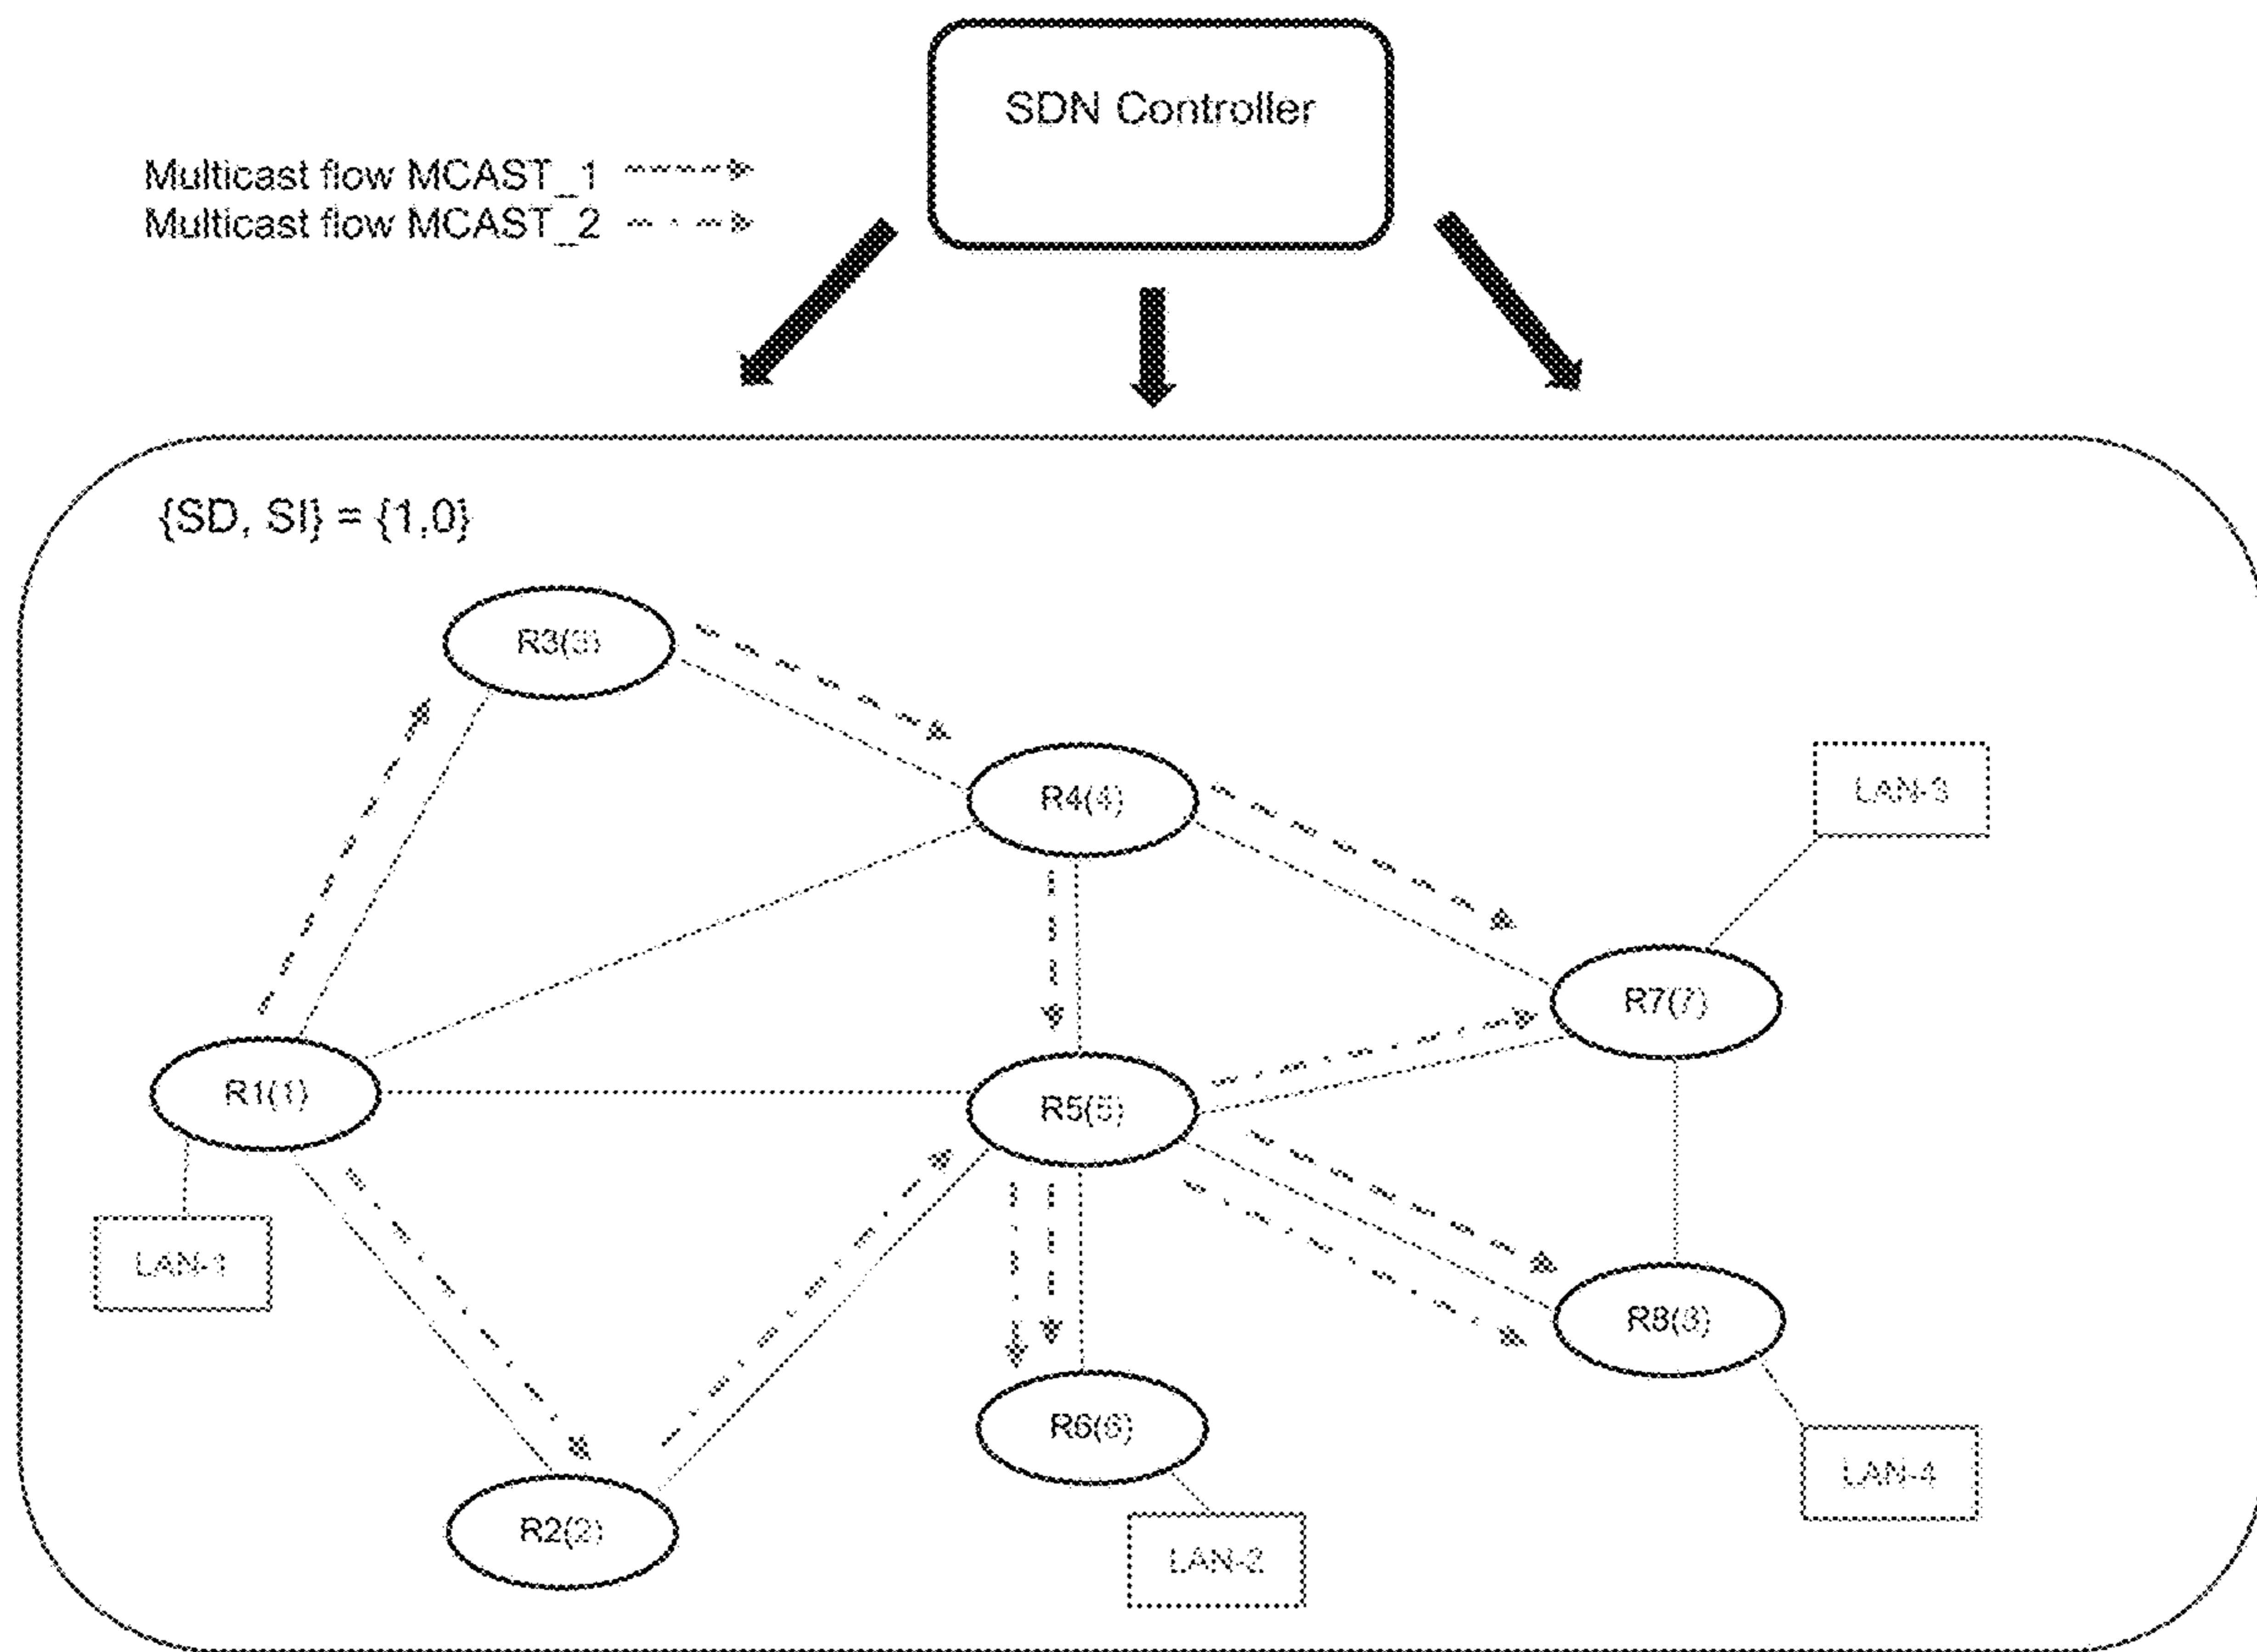 SDN Controller
Multicast flow MCAST_1
Multicast flow MCAST_2
{SD, SI} = {1,0}
R3(3)
R4(4)
LAN-3
R7(7)
R1(1)
R5(5)
LAN-1
R8(8)
R6(6)
LAN-4
R2(2)
LAN-2